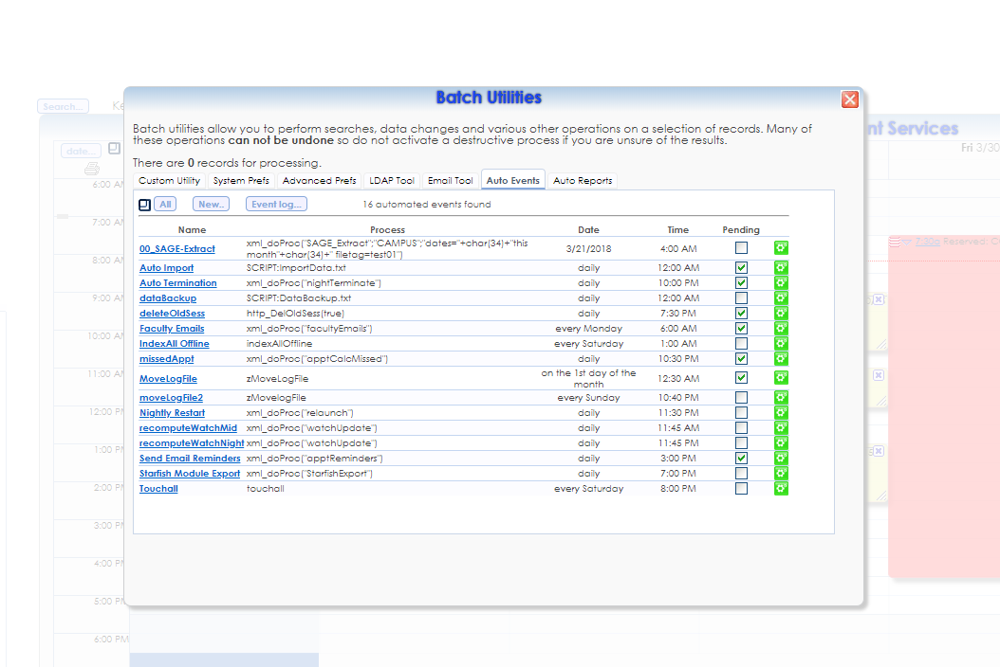 Batch Utilities
Search...
Batch utilities allow you to perform searches, data changes and various other operations on a selection of records. Many of
these operations can not be undone so do not activate a destructive process if you are unsure of the results.
nt Services
date...
Fri 3/30
There are 0 records for processing.
Custom Utility System Prefs Advanced Prefs LDAP Tool Email Tool Auto Events Auto Reports
All New.. Event log... 16 automated events found
Name Process Date Time Pending
00_SAGE-Extract xml_doProc("SAGE_Extract";"CAMPUS";"dates="+char(34)+"this
month"+char(34)+" filetag=test01") 3/21/2018 4:00 AM
Auto Import SCRIPT:ImportData.txt daily 12:00 AM
Auto Termination xml_doProc("nightTerminate") daily 10:00 PM
dataBackup SCRIPT:DataBackup.txt daily 12:00 AM
deleteOldSess http_DelOldSess(true) daily 7:30 PM
Faculty Emails xml_doProc("facultyEmails") every Monday 6:00 AM
IndexAll Offline indexAllOffline every Saturday 1:00 AM
missedAppt xml_doProc("apptCalcMissed") daily 10:30 PM
MoveLogFile zMoveLogFile on the 1st day of the
month 12:30 AM
moveLogFile2 zMovelogFile every Sunday 10:40 PM
Nightly Restart xml_doProc("relaunch") daily 11:30 PM
recomputeWatchMid xml_doProc("watchUpdate") daily 11:45 AM
recomputeWatchNight xml_doProc("watchUpdate") daily 11:45 PM
Send Email Reminders xml_doProc("apptReminders") daily 3:00 PM
Starfish Module Export xml_doProc("StarfishExport") daily 7:00 PM
Touchall touchall every Saturday 8:00 PM
6:00 AM
7:00 AM
8:00 AM
9:00 AM
10:00 AM
11:00 AM
12:00 PM
1:00 AM
2:00 PM
3:00 PM
4:00 PM
5:00 PM
6:00 PM
7:30p Reserved: